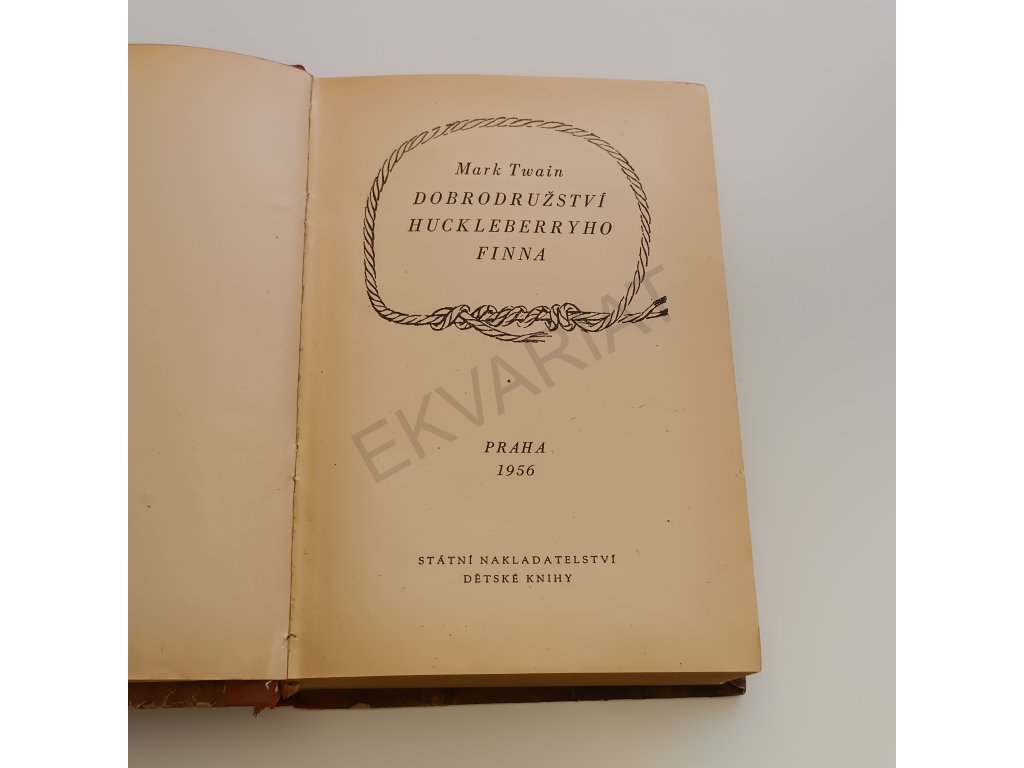 Mark Twain
DOBRODRUŽSTVÍ
HUCKLEBERRYHO
FINNA
EKVARIAT
PRAHA
1956
STÁTNÍ NAKLADATELSTVÍ
DĚTSKÉ KNIHY